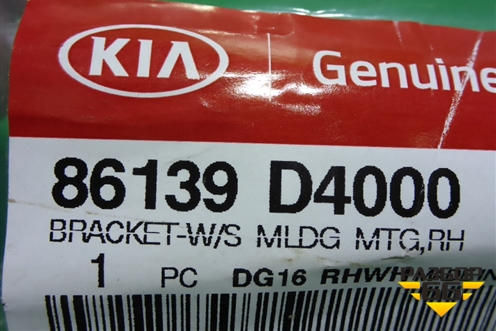 KIA Genuine
86139 D4000
BRACKET-W/S MLDG MTG,RH
1 PC DG16